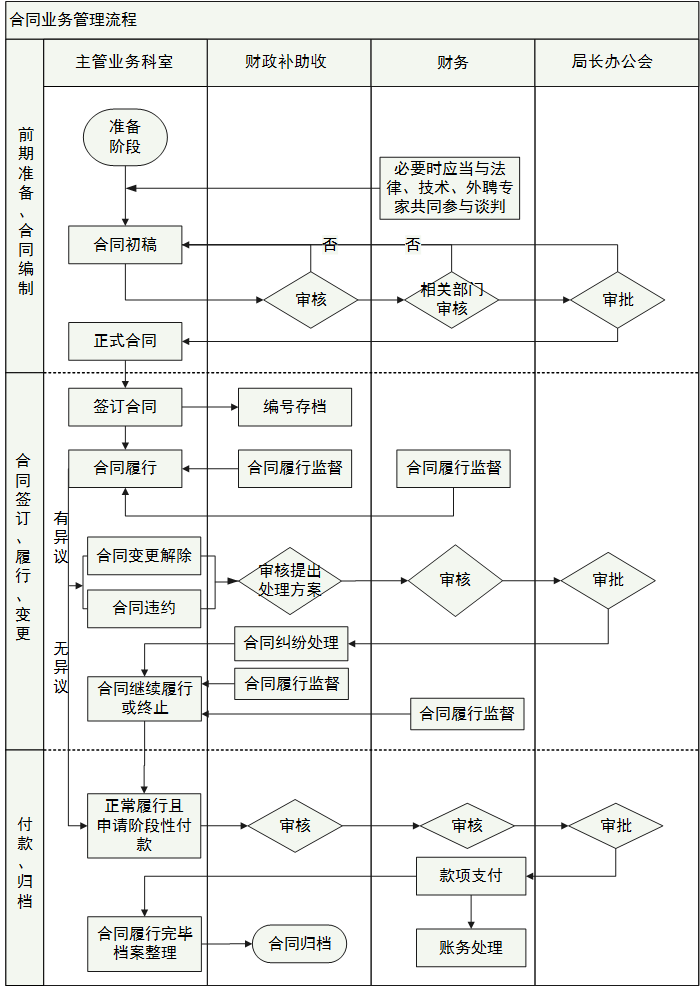 合同业务管理流程
主管业务科室
财政补助收
财务
局长办公会
前期准备、合同编制
准备
阶段
必要时应当与法
律、技术、外聘专
家共同参与谈判
合同初稿
否
否
审核
相关部门
审核
审批
正式合同
合同签订、履行、变更
签订合同
编号存档
合同履行
合同履行监督
合同履行监督
有异议
合同变更解除
合同违约
审核提出
处理方案
审核
审批
无异议
合同纠纷处理
合同继续履行
或终止
合同履行监督
合同履行监督
付款、归档
正常履行且
申请阶段性付
款
审核
审核
审批
款项支付
合同履行完毕
档案整理
合同归档
账务处理